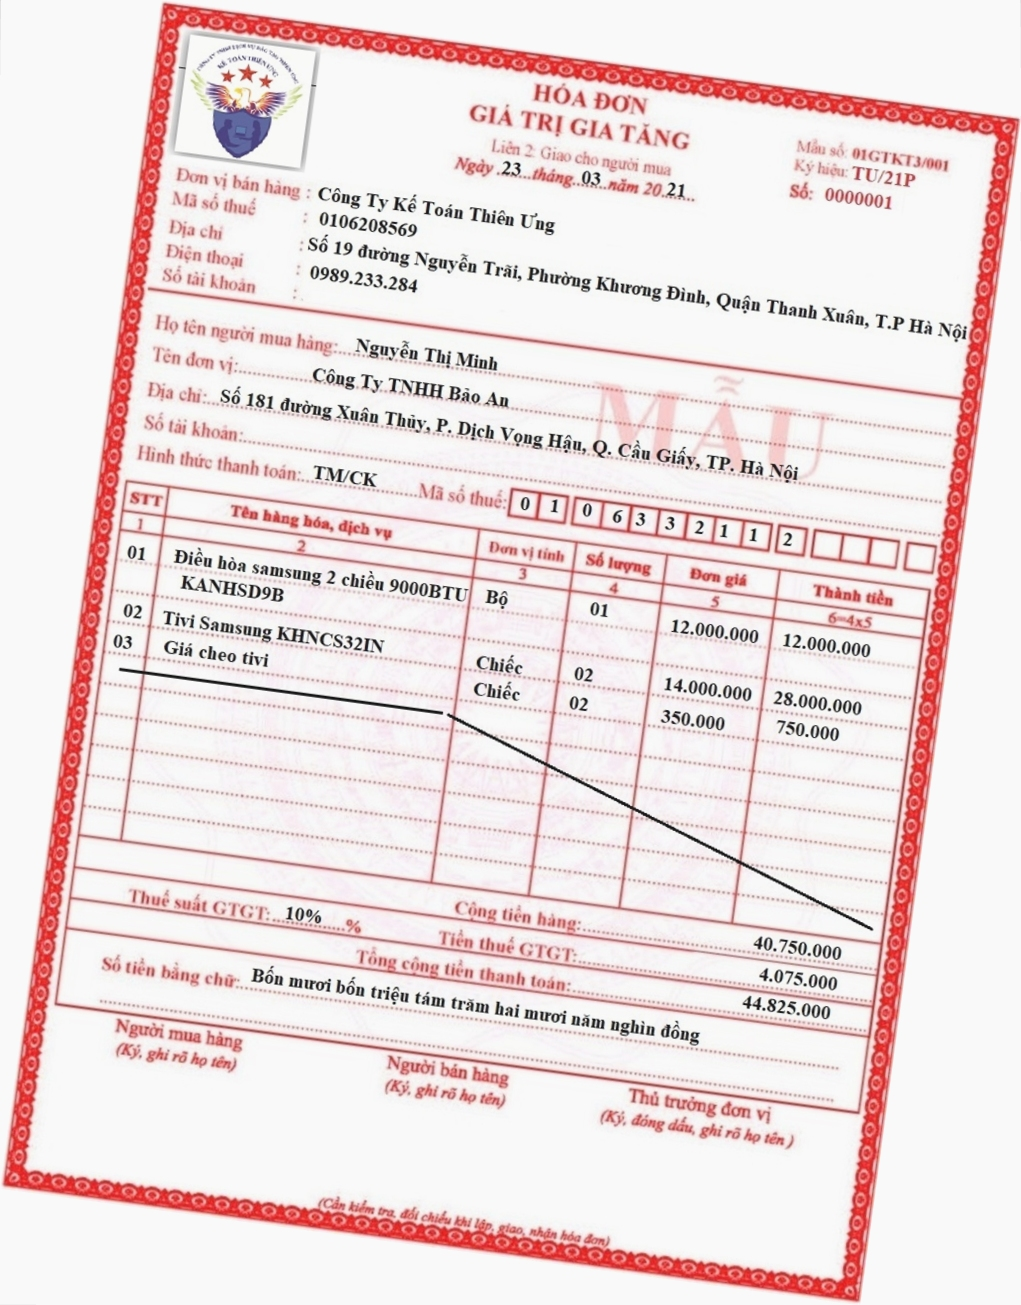 CÔNG TY TNHH DỊCH VỤ ĐÀO TẠO THIÊN ƯNG
KẾ TOÁN THIÊN ƯNG
HÓA ĐƠN
GIÁ TRỊ GIA TĂNG
Liên 2: Giao cho người mua
Ngày 23 tháng 03 năm 2021
Mẫu số: 01GTKT3/001
Ký hiệu: TU/21P
Số: 0000001
Đơn vị bán hàng : Công Ty Kế Toán Thiên Ưng
Mã số thuế : 0106208569
Địa chỉ : Số 19 đường Nguyễn Trãi, Phường Khương Đình, Quận Thanh Xuân, T.P Hà Nội
Điện thoại : 0989.233.284
Số tài khoản :
Họ tên người mua hàng: Nguyễn Thị Minh
Tên đơn vị: Công Ty TNHH Bảo An
MẪU
Địa chỉ: Số 181 đường Xuân Thủy, P. Dịch Vọng Hậu, Q. Cầu Giấy, TP. Hà Nội
Số tài khoản:
Hình thức thanh toán: TM/CK Mã số thuế: 0 1 0 6 3 3 2 1 1 2
STT Tên hàng hóa, dịch vụ Đơn vị tính Số lượng Đơn giá Thành tiền
1 2 3 4 5 6=4x5
01 Điều hòa samsung 2 chiều 9000BTU Bộ 01 12.000.000 12.000.000
KANHSD9B
02 Tivi Samsung KHNCS32IN Chiếc 02 14.000.000 28.000.000
03 Giá cheo tivi Chiếc 02 350.000 750.000
Cộng tiền hàng: 40.750.000
Thuế suất GTGT: 10% % Tiền thuế GTGT: 4.075.000
Tổng cộng tiền thanh toán: 44.825.000
Số tiền bằng chữ: Bốn mươi bốn triệu tám trăm hai mươi năm nghìn đồng
Người mua hàng
(Ký, ghi rõ họ tên)
Người bán hàng
(Ký, ghi rõ họ tên)
Thủ trưởng đơn vị
(Ký, đóng dấu, ghi rõ họ tên )
(Cần kiểm tra, đối chiếu khi lập, giao, nhận hóa đơn)